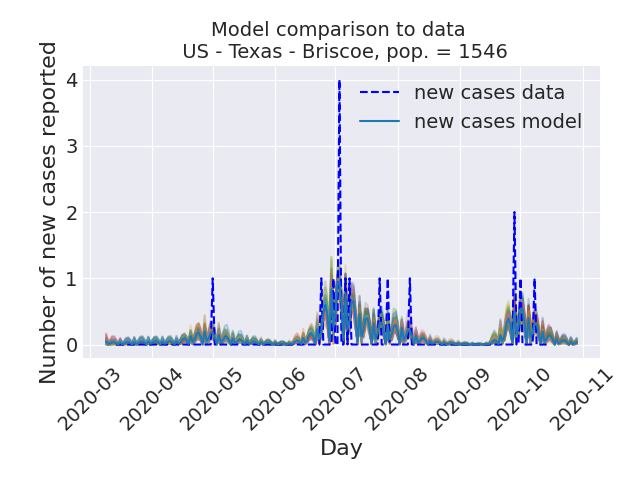 Model comparison to data
US - Texas - Briscoe, pop. = 1546
Number of new cases reported
4
3
2
1
0
new cases data
new cases model
2020-03
2020-04
2020-05
2020-06
2020-07
2020-08
2020-09
2020-10
2020-11
Day